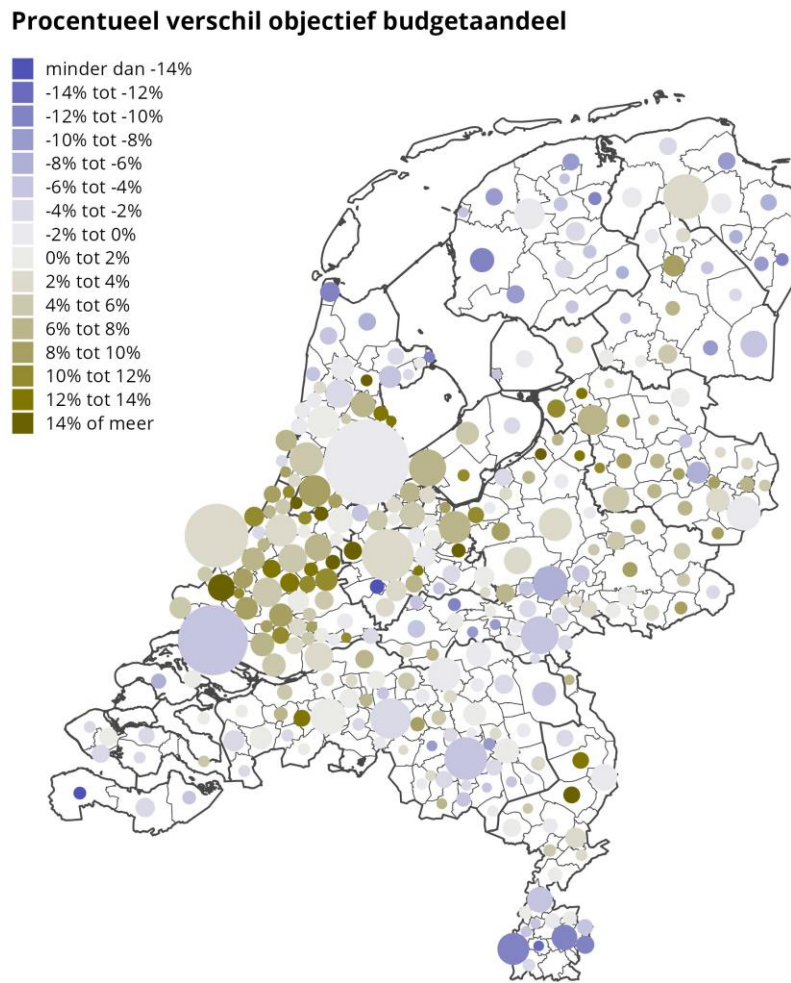 Procentueel verschil objectief budgetaandeel
minder dan -14%
-14% tot -12%
-12% tot -10%
-10% tot -8%
-8% tot -6%
-6% tot -4%
-4% tot -2%
-2% tot 0%
0% tot 2%
2% tot 4%
4% tot 6%
6% tot 8%
8% tot 10%
10% tot 12%
12% tot 14%
14% of meer